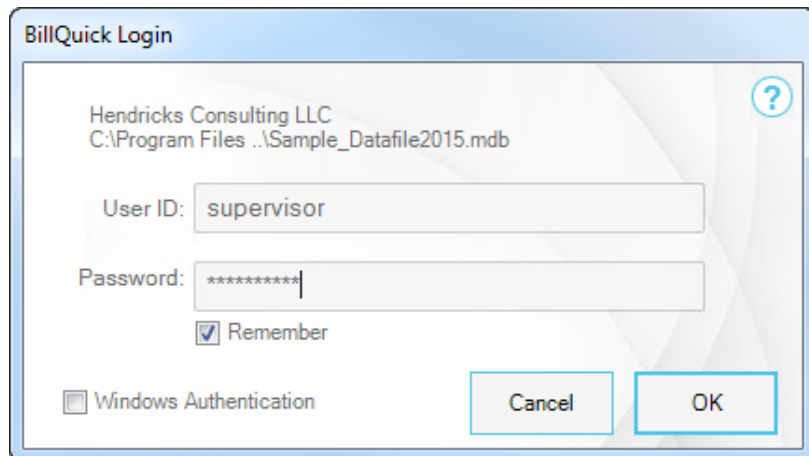 BillQuick Login
?
Hendricks Consulting LLC
C:\Program Files ..\Sample_Datafile2015.mdb
User ID: supervisor
Password: **********
Remember
Windows Authentication Cancel OK